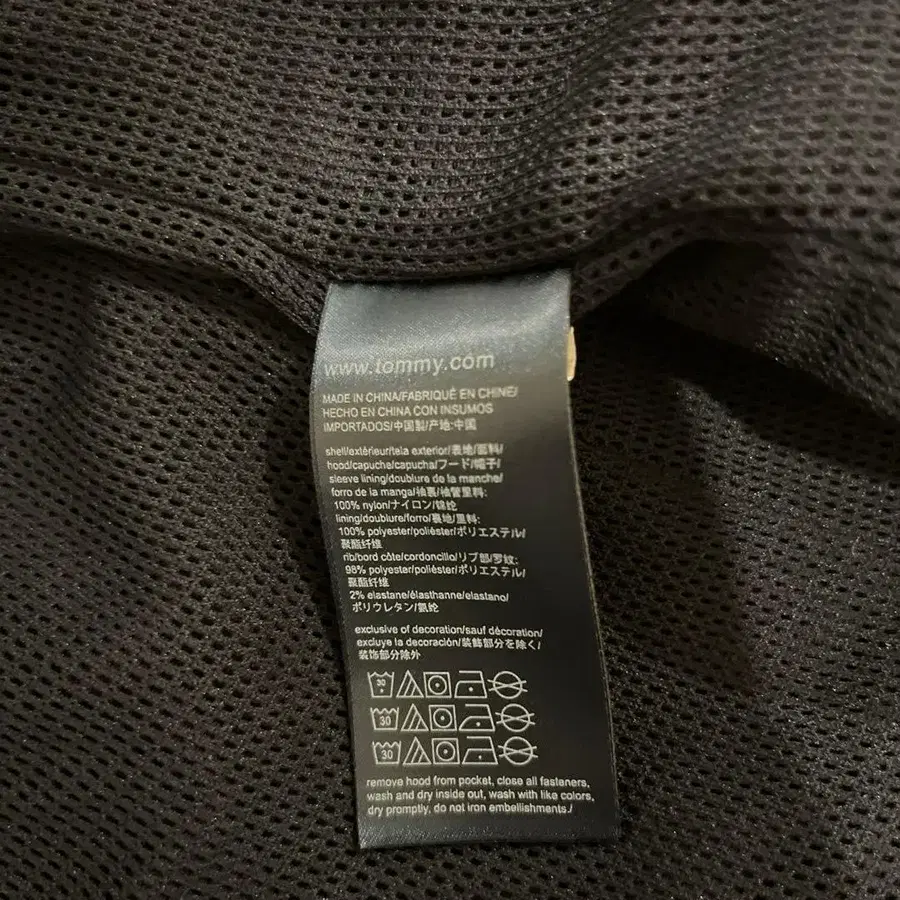 www.tommy.com
MADE IN CHINA/FABRIQUÉ EN CHINE/
HECHO EN CHINA CON INSUMOS
IMPORTADOS/中国製/产地:中国
shell/extérieur/tela exterior/表地/面料/
hood/capucha/capucha/フード/帽子/
sleeve lining/doublure de la manche/
forro de la manga/袖裏/袖管里料:
100% nylon/ナイロン/锦纶
lining/doublure/forro/裏地/里料:
100% polyester/poliéster/ポリエステル/
聚酯纤维
rib/bord côte/cordoncillo/リブ部/罗纹:
98% polyester/poliéster/ポリエステル/
聚酯纤维
2% elastane/élasthanne/elastano/
ポリウレタン/氨纶
exclusive of decoration/sauf décoration/
excluye la decoración/装飾部分を除く/
装饰部分除外
30
30
30
remove hood from pocket, close all fasteners,
wash and dry inside out, wash with like colors,
dry promptly, do not iron embellishments./